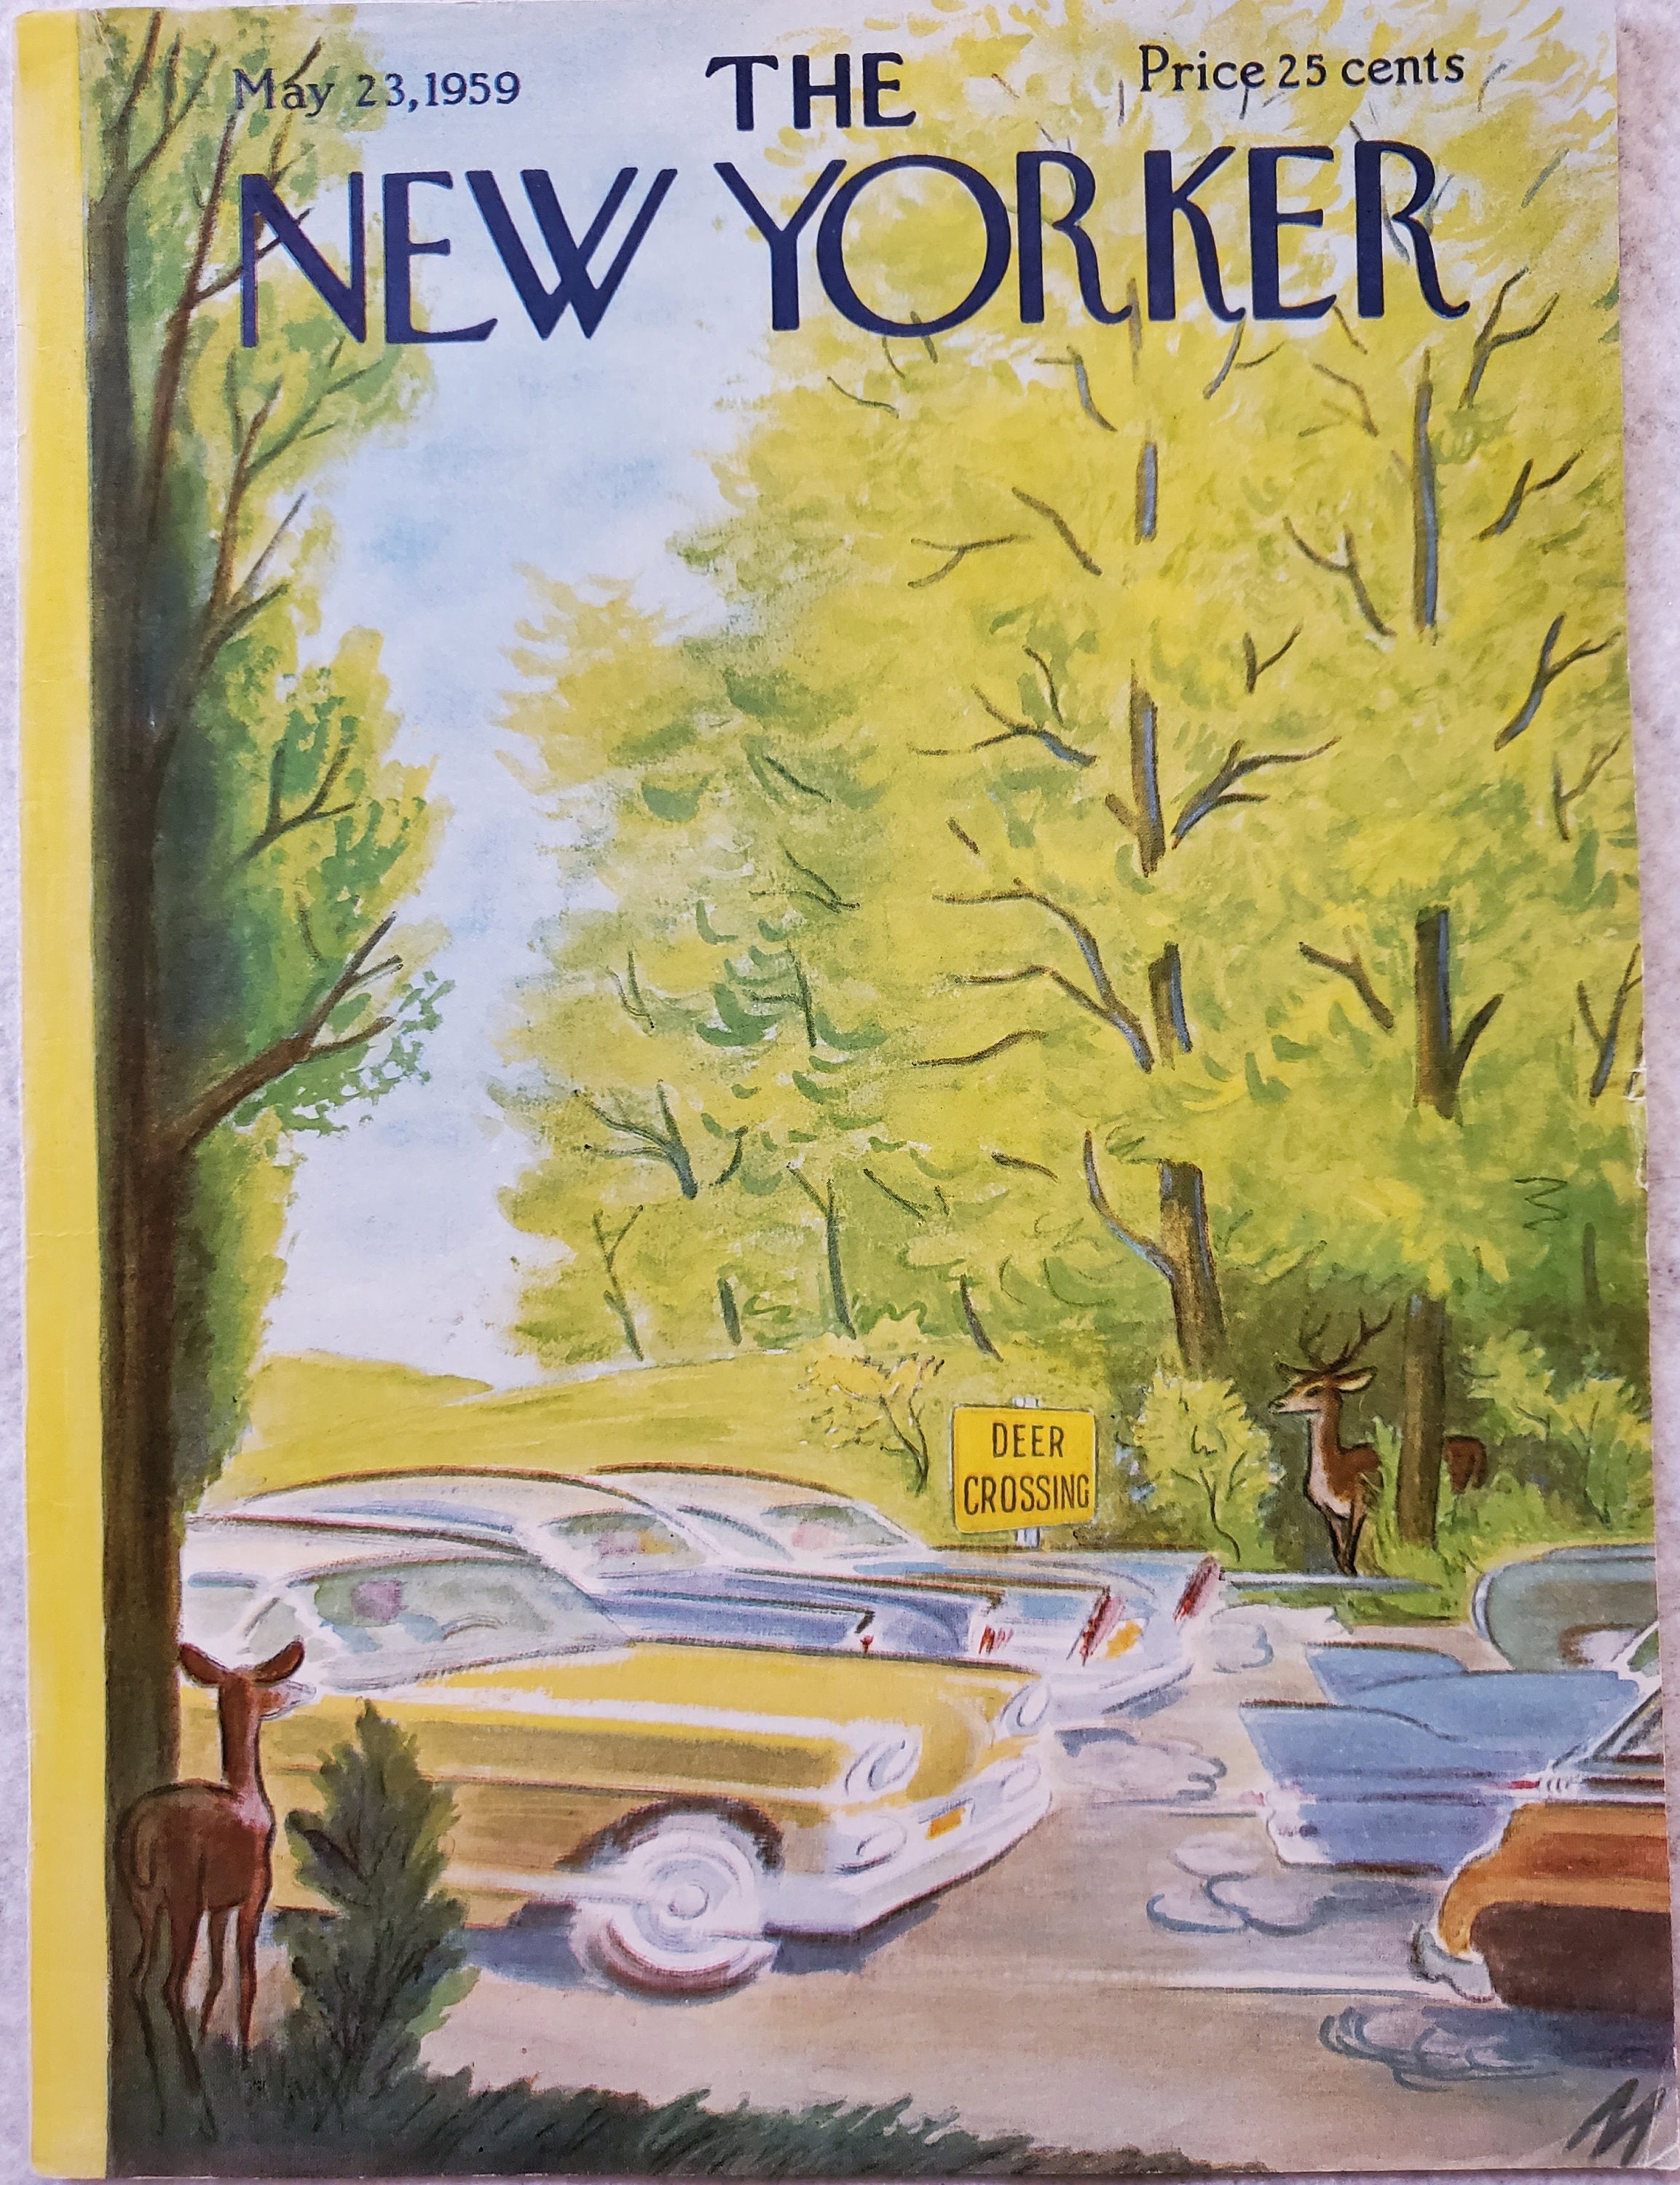 May 23, 1959
Price 25 cents
THE
NEW YORKER
DEER
CROSSING
M